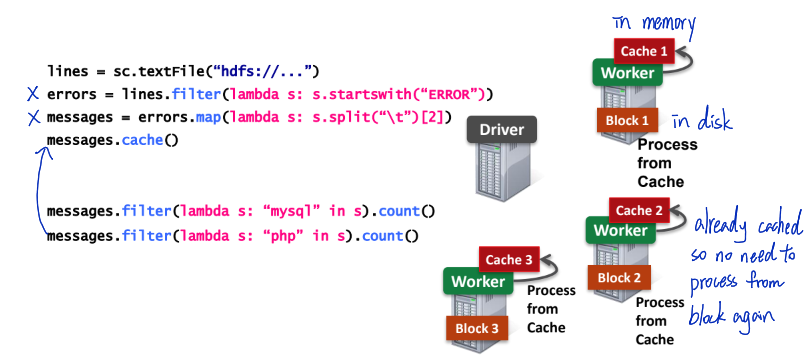 in memory
Cache 1
Worker
Block 1
in disk
Process
from
Cache
lines = sc.textFile(“hdfs://...”)
X errors = lines.filter(lambda s: s.startswith(“ERROR”))
X messages = errors.map(lambda s: s.split(“\t”)[2])
messages.cache()
messages.filter(lambda s: “mysql” in s).count()
messages.filter(lambda s: “php” in s).count()
Driver
Cache 2
Worker
Block 2
Process
from
Cache
already cached
so no need to
process from
block again
Cache 3
Worker
Block 3
Process
from
Cache